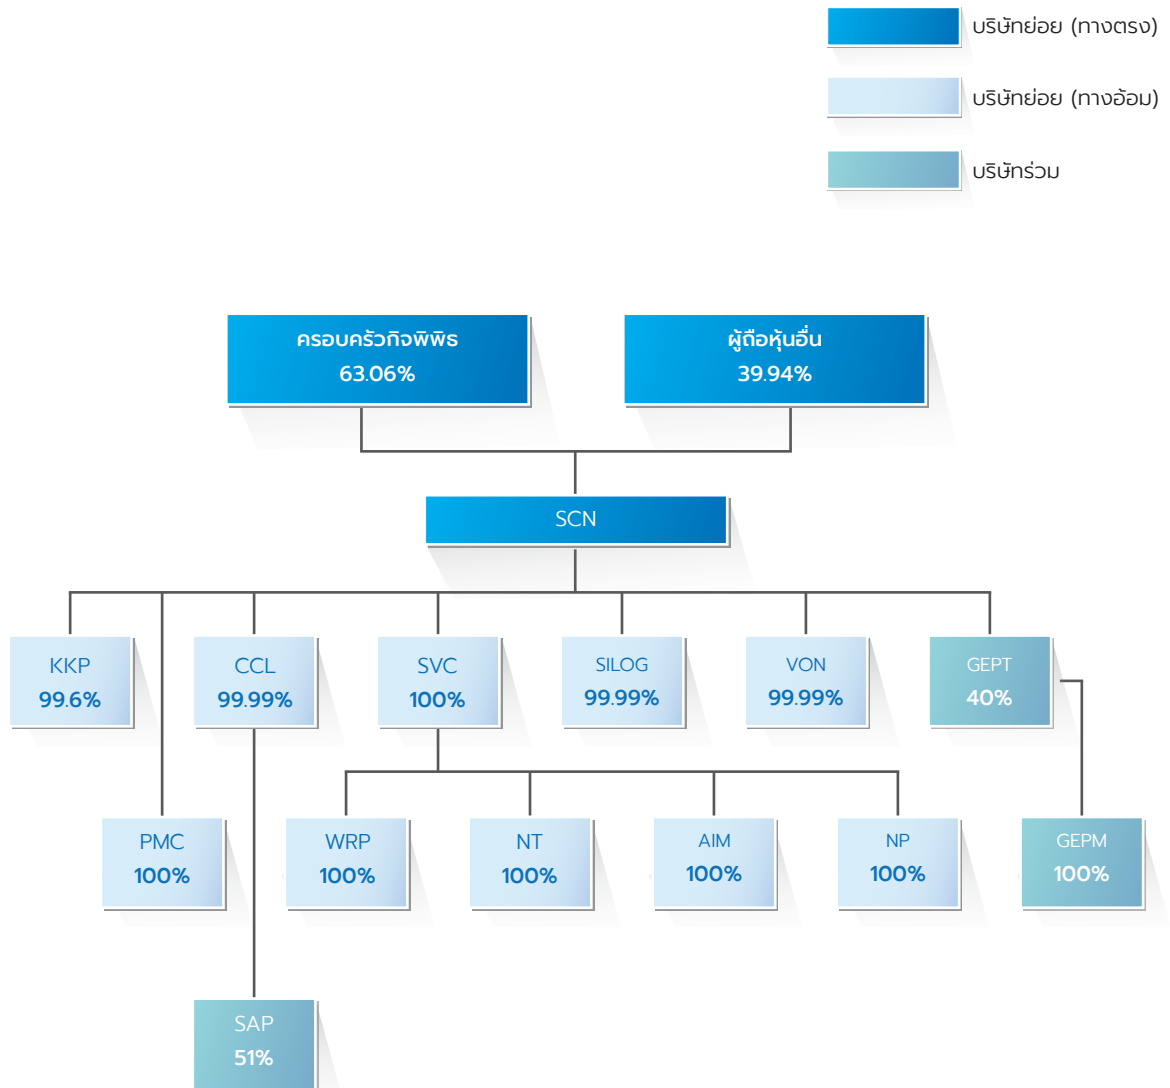 บริษัทย่อย (ทางตรง)
บริษัทย่อย (ทางอ้อม)
บริษัทร่วม
ครอบครัวกิจพิพิธ
63.06%
ผู้ถือหุ้นอื่น
39.94%
SCN
KKP
99.6%
CCL
99.99%
SVC
100%
SILOG
99.99%
VON
99.99%
GEPT
40%
PMC
100%
WRP
100%
NT
100%
AIM
100%
NP
100%
GEPM
100%
SAP
51%